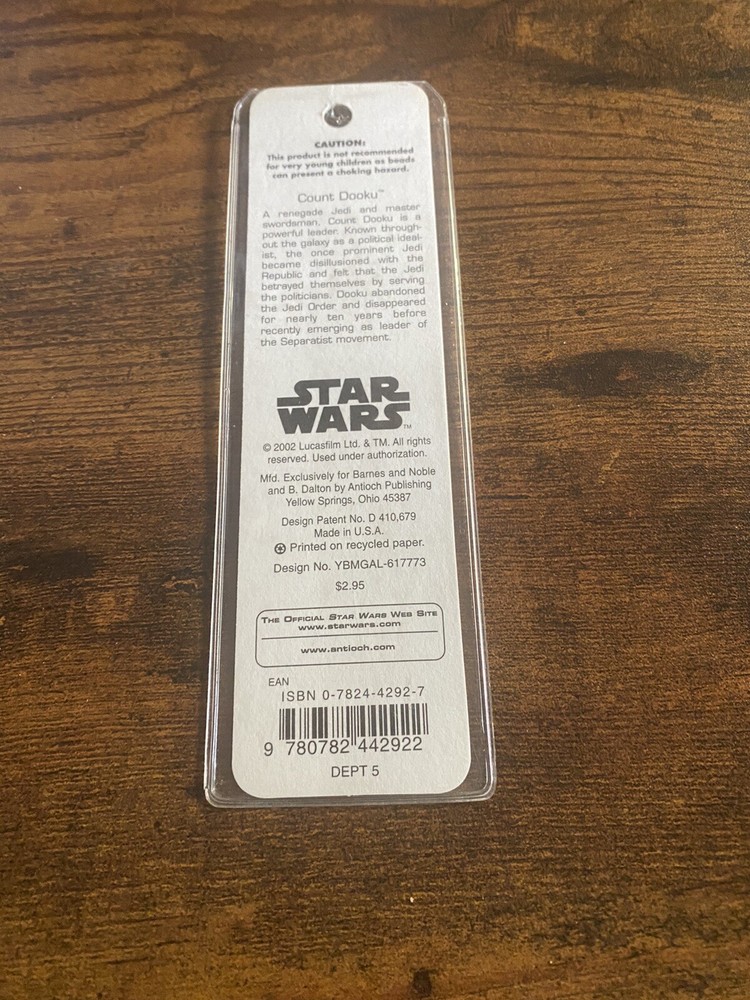 CAUTION:
This product is not recommended
for very young children as beads
can present a choking hazard.
Count Dooku™
A renegade Jedi and master
swordsman, Count Dooku is a
powerful leader. Known through-
out the galaxy as a political ideal-
ist, the once prominent Jedi
became disillusioned with the
Republic and felt that the Jedi
betrayed themselves by serving
the politicians. Dooku abandoned
the Jedi Order and disappeared
for nearly ten years before
recently emerging as leader of
the Separatist movement.
STAR
WARS™
© 2002 Lucasfilm Ltd. & TM. All rights
reserved. Used under authorization.
Mfd. Exclusively for Barnes and Noble
and B. Dalton by Antioch Publishing
Yellow Springs, Ohio 45387
Design Patent No. D 410,679
Made in U.S.A.
Printed on recycled paper.
Design No. YBMGAL-617773
$2.95
THE OFFICIAL STAR WARS WEB SITE
www.starwars.com
www.antioch.com
EAN
ISBN 0-7824-4292-7
9 780782 442922
DEPT 5